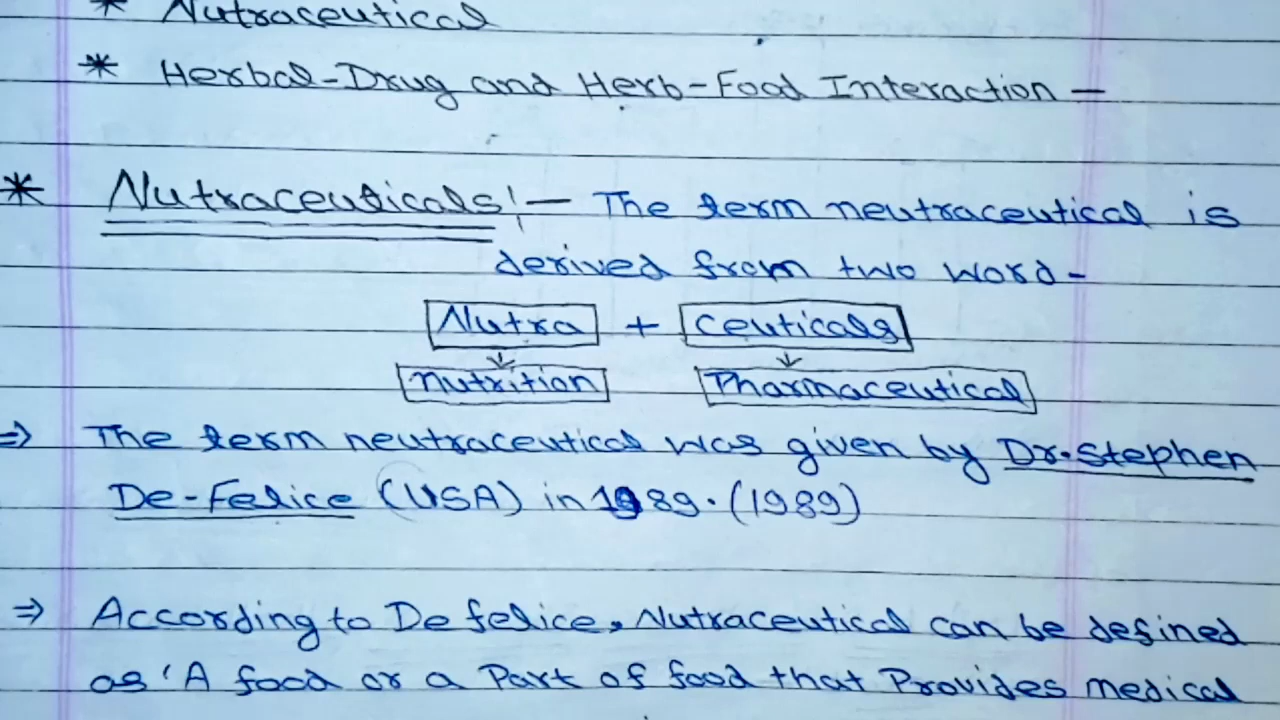 * Nutraceutical
* Herbal-Drug and Herb-Food Interaction -
* Nutraceuticals:- The term neutraceutical is
derived from two word-
Nutra + ceuticals
nutrition Pharmaceutical
⇒ The term neutraceutical was given by Dr. Stephen
De-Felice (USA) in 1989. (1989)
⇒ According to De felice, Nutraceutical can be defined
as 'A food or a Part of food that Provides medical